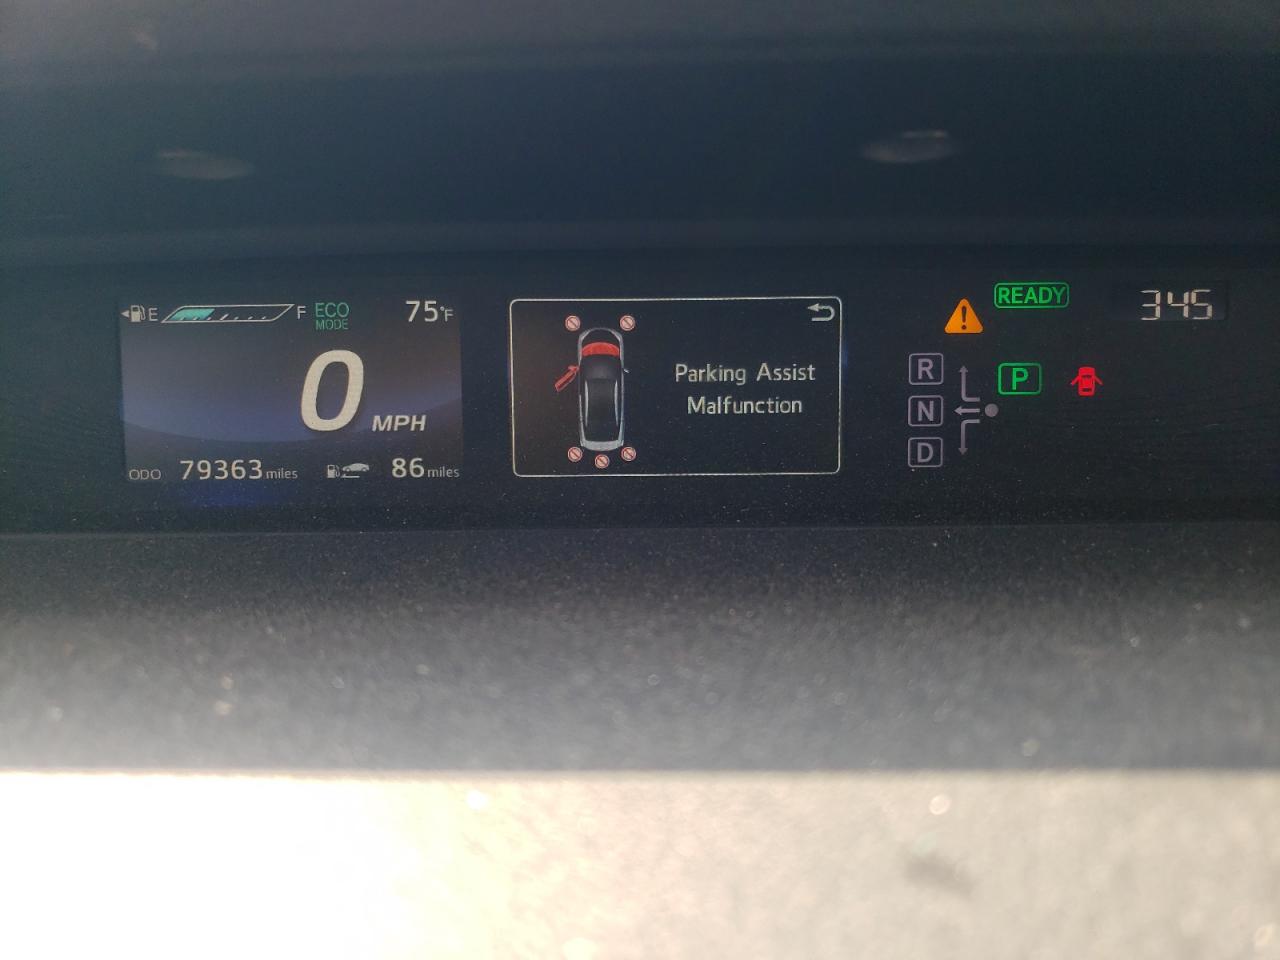 E F ECO
MODE
75°F
0 MPH
ODO 79363 miles
86 miles
Parking Assist
Malfunction
!
READY
345
R
N
D
P